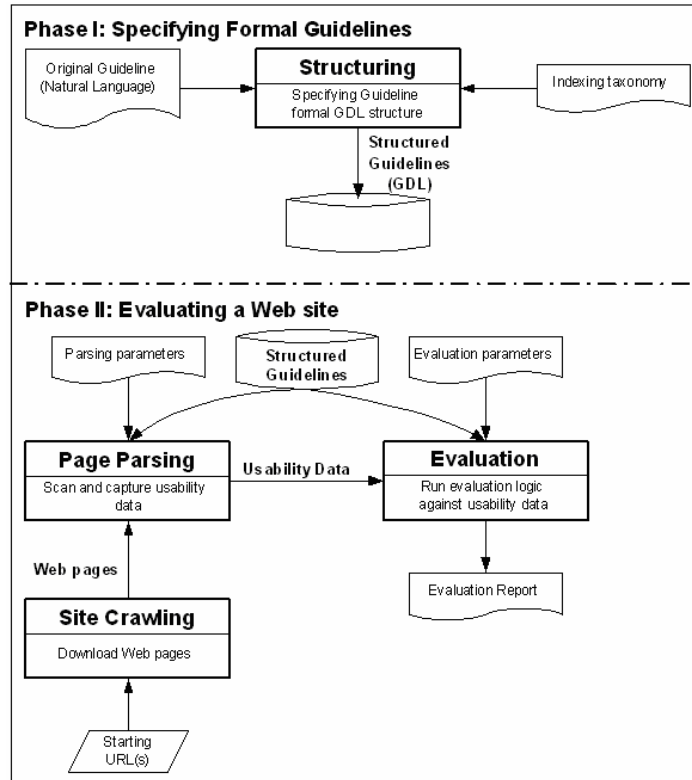 Phase I: Specifying Formal Guidelines
Original Guideline
(Natural Language)
Structuring
Specifying Guideline
formal GDL structure
Indexing taxonomy
Structured
Guidelines
(GDL)
Phase II: Evaluating a Web site
Parsing parameters
Structured
Guidelines
Evaluation parameters
Page Parsing
Scan and capture usability
data
Usability Data
Evaluation
Run evaluation logic
against usability data
Web pages
Evaluation Report
Site Crawling
Download Web pages
Starting
URL(s)